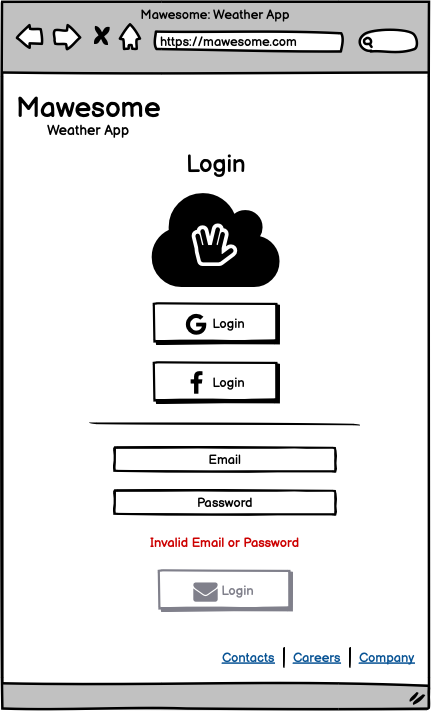 Mawesome: Weather App
https://mawesome.com
Mawesome
Weather App
Login
Login
Login
Email
Password
Invalid Email or Password
Login
Contacts Careers Company